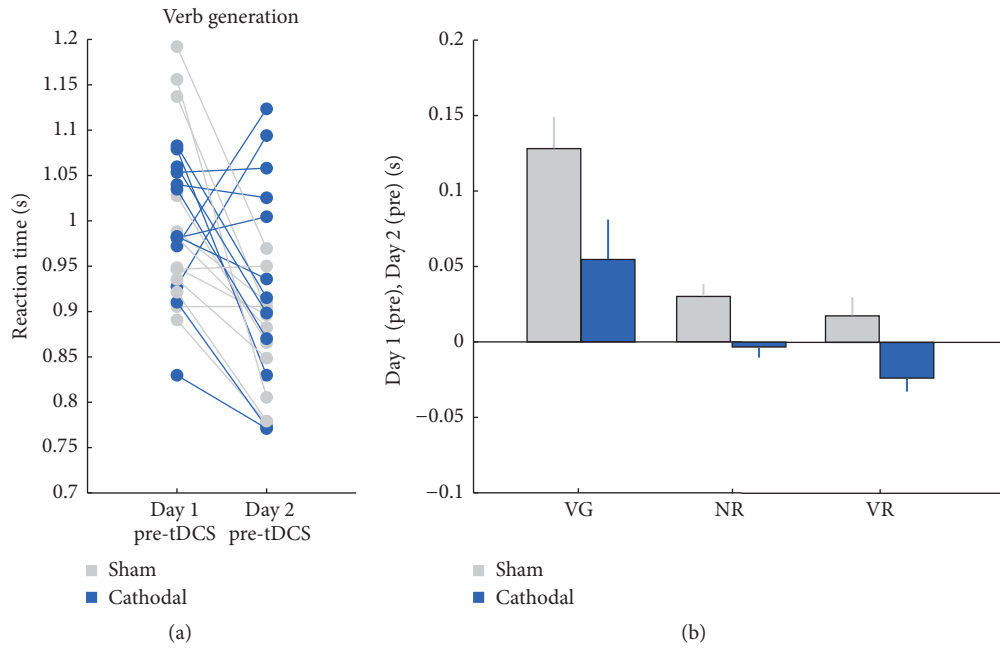 Verb generation
Reaction time (s)
1.2
1.15
1.1
1.05
1
0.95
0.9
0.85
0.8
0.75
0.7
Day 1
pre-tDCS
Day 2
pre-tDCS
Sham
Cathodal
(a)
Day 1 (pre), Day 2 (pre) (s)
0.2
0.15
0.1
0.05
0
−0.05
−0.1
VG
NR
VR
Sham
Cathodal
(b)